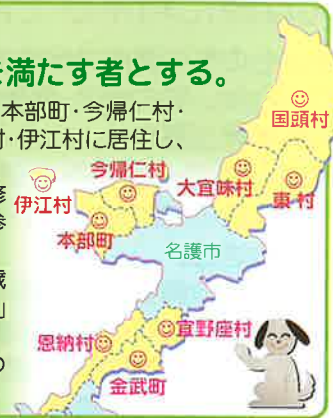 を満たす者とする。
本部町・今帰仁村・
村・伊江村に居住し、
国頭村
今帰仁村
大宜味村
東村
伊江村
本部町
名護市
恩納村
宜野座村
金武町